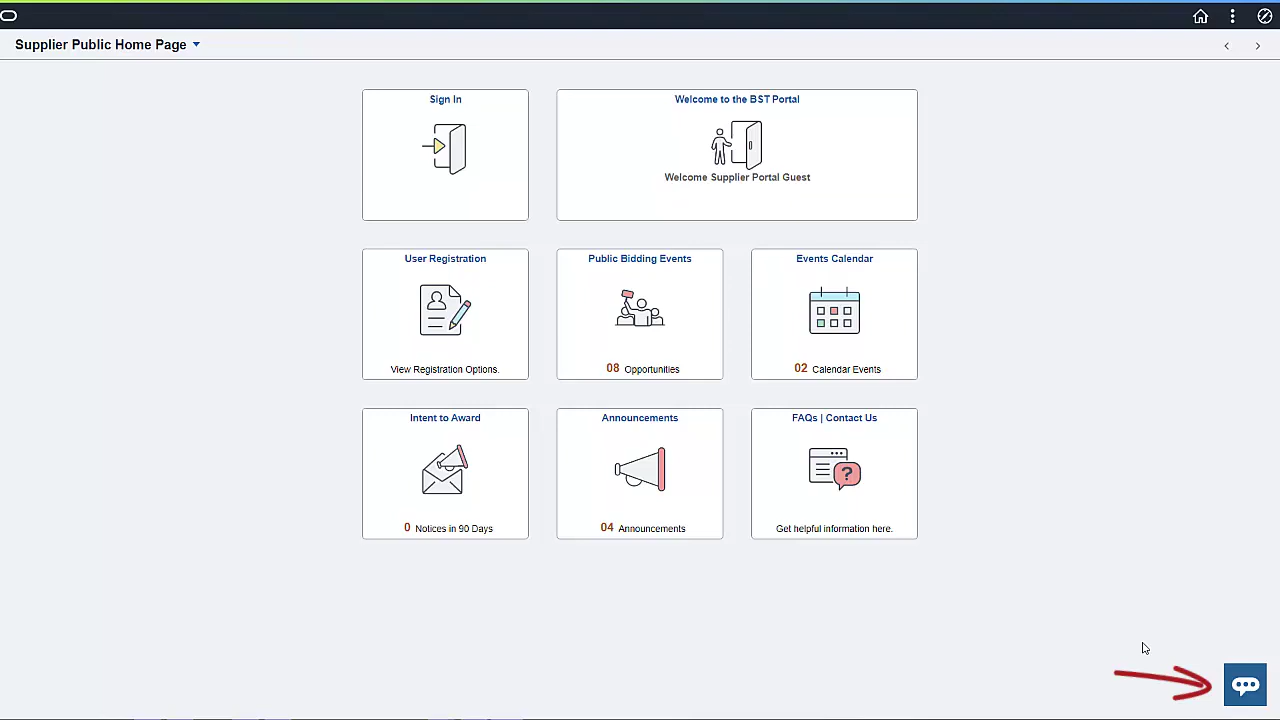 Supplier Public Home Page
Sign In
Welcome to the BST Portal
Welcome Supplier Portal Guest
User Registration
View Registration Options.
Public Bidding Events
08 Opportunities
Events Calendar
02 Calendar Events
Intent to Award
0 Notices in 90 Days
Announcements
04 Announcements
FAQs | Contact Us
?
Get helpful information here.